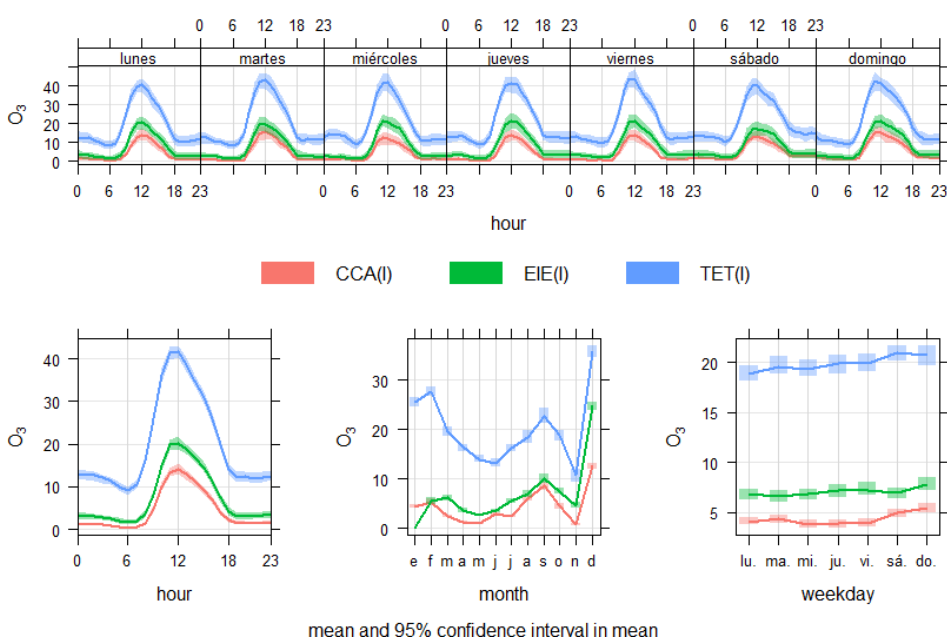 0 6 12 18 23 0 6 12 18 23 0 6 12 18 23
lunes martes miércoles jueves viernes sábado domingo
O3
40
30
20
10
0
0 6 12 18 23 0 6 12 18 23 0 6 12 18 23 0 6 12 18 23
hour
CCA(I) EIE(I) TET(I)
O3
40
30
20
10
0
0 6 12 18 23
hour
O3
30
20
10
0
e f m a m j j a s o n d
month
O3
20
15
10
5
lu. ma. mi. ju. vi. sá. do.
weekday
mean and 95% confidence interval in mean